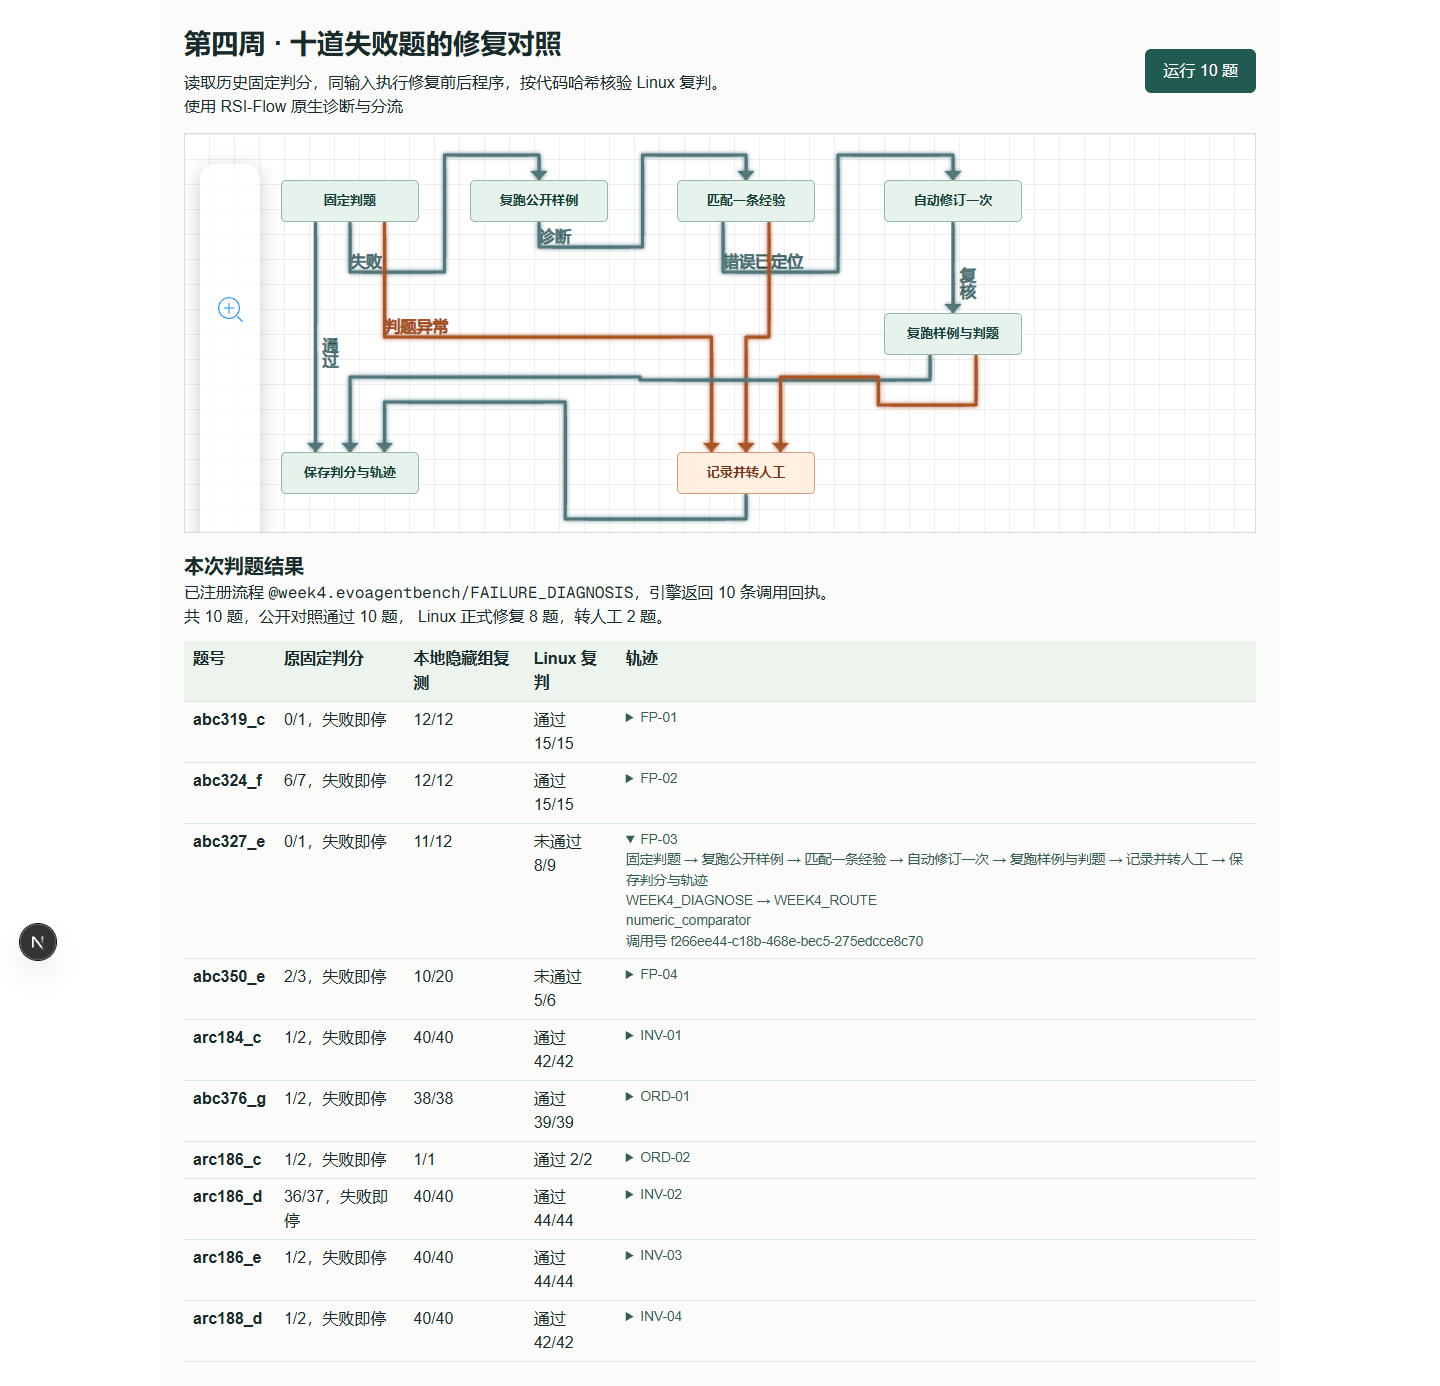 第四周 · 十道失败题的修复对照
读取历史固定判分，同输入执行修复前后程序，按代码哈希核验 Linux 复判。
使用 RSI-Flow 原生诊断与分流
运行 10 题
固定判题
复跑公开样例
匹配一条经验
自动修订一次
诊断
失败
错误已定位
复核
判题异常
复跑样例与判题
通过
保存判分与轨迹
记录并转人工
本次判题结果
已注册流程 @week4.evoagentbench/FAILURE_DIAGNOSIS，引擎返回 10 条调用回执。
共 10 题，公开对照通过 10 题， Linux 正式修复 8 题，转人工 2 题。
题号 原固定判分 本地隐藏组复测 Linux 复判 轨迹
abc319_c 0/1，失败即停 12/12 通过 15/15 ▶ FP-01
abc324_f 6/7，失败即停 12/12 通过 15/15 ▶ FP-02
abc327_e 0/1，失败即停 11/12 未通过 8/9 ▼ FP-03
固定判题 → 复跑公开样例 → 匹配一条经验 → 自动修订一次 → 复跑样例与判题 → 记录并转人工 → 保
存判分与轨迹
WEEK4_DIAGNOSE → WEEK4_ROUTE
numeric_comparator
调用号 f266ee44-c18b-468e-bec5-275edcce8c70
abc350_e 2/3，失败即停 10/20 未通过 5/6 ▶ FP-04
arc184_c 1/2，失败即停 40/40 通过 42/42 ▶ INV-01
abc376_g 1/2，失败即停 38/38 通过 39/39 ▶ ORD-01
arc186_c 1/2，失败即停 1/1 通过 2/2 ▶ ORD-02
arc186_d 36/37，失败即停 40/40 通过 44/44 ▶ INV-02
arc186_e 1/2，失败即停 40/40 通过 44/44 ▶ INV-03
arc188_d 1/2，失败即停 40/40 通过 42/42 ▶ INV-04
N